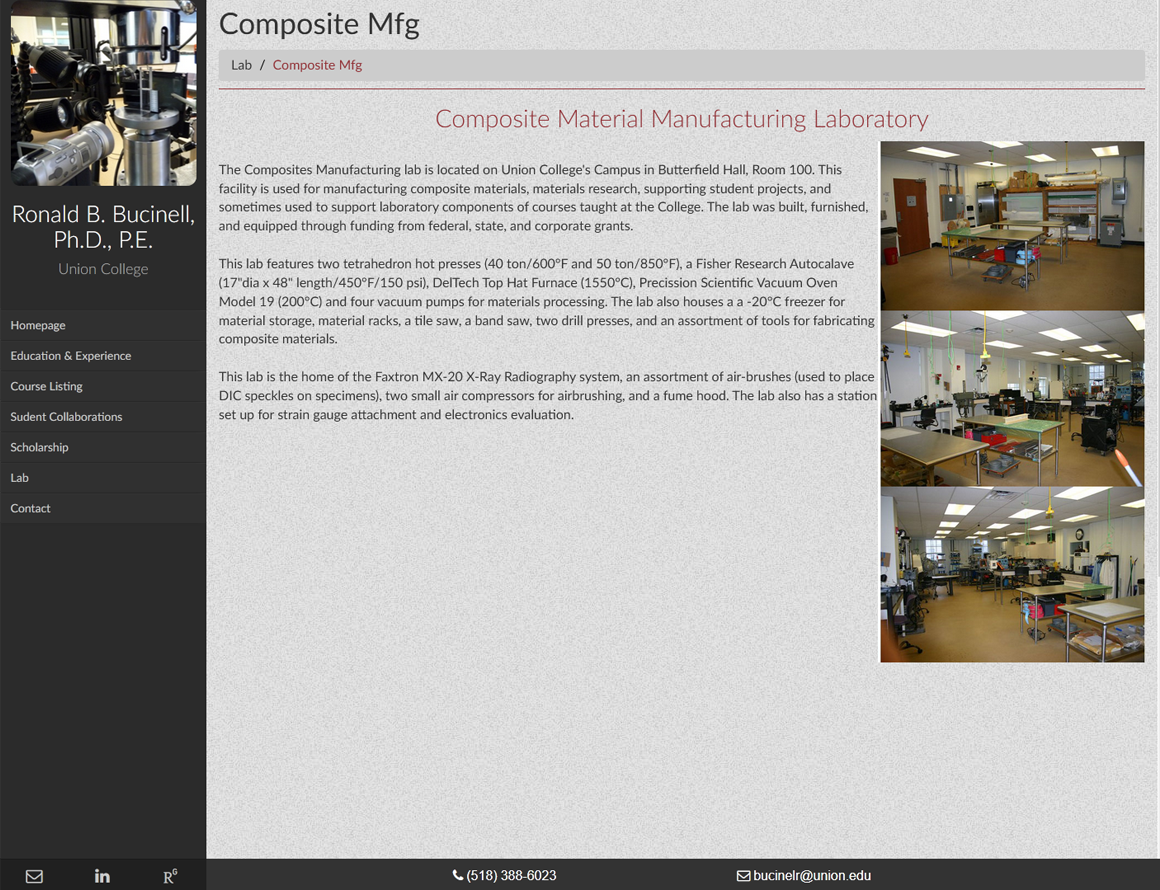 Ronald B. Bucinell,
Ph.D., P.E.
Union College
Homepage
Education & Experience
Course Listing
Sudent Collaborations
Scholarship
Lab
Contact
Composite Mfg
Lab / Composite Mfg
Composite Material Manufacturing Laboratory
The Composites Manufacturing lab is located on Union College's Campus in Butterfield Hall, Room 100. This
facility is used for manufacturing composite materials, materials research, supporting student projects, and
sometimes used to support laboratory components of courses taught at the College. The lab was built, furnished,
and equipped through funding from federal, state, and corporate grants.
This lab features two tetrahedron hot presses (40 ton/600°F and 50 ton/850°F), a Fisher Research Autocalave
(17"dia x 48" length/450°F/150 psi), DelTech Top Hat Furnace (1550°C), Precission Scientific Vacuum Oven
Model 19 (200°C) and four vacuum pumps for materials processing. The lab also houses a a -20°C freezer for
material storage, material racks, a tile saw, a band saw, two drill presses, and an assortment of tools for fabricating
composite materials.
This lab is the home of the Faxtron MX-20 X-Ray Radiography system, an assortment of air-brushes (used to place
DIC speckles on specimens), two small air compressors for airbrushing, and a fume hood. The lab also has a station
set up for strain gauge attachment and electronics evaluation.
in
R^G
(518) 388-6023
bucinelr@union.edu